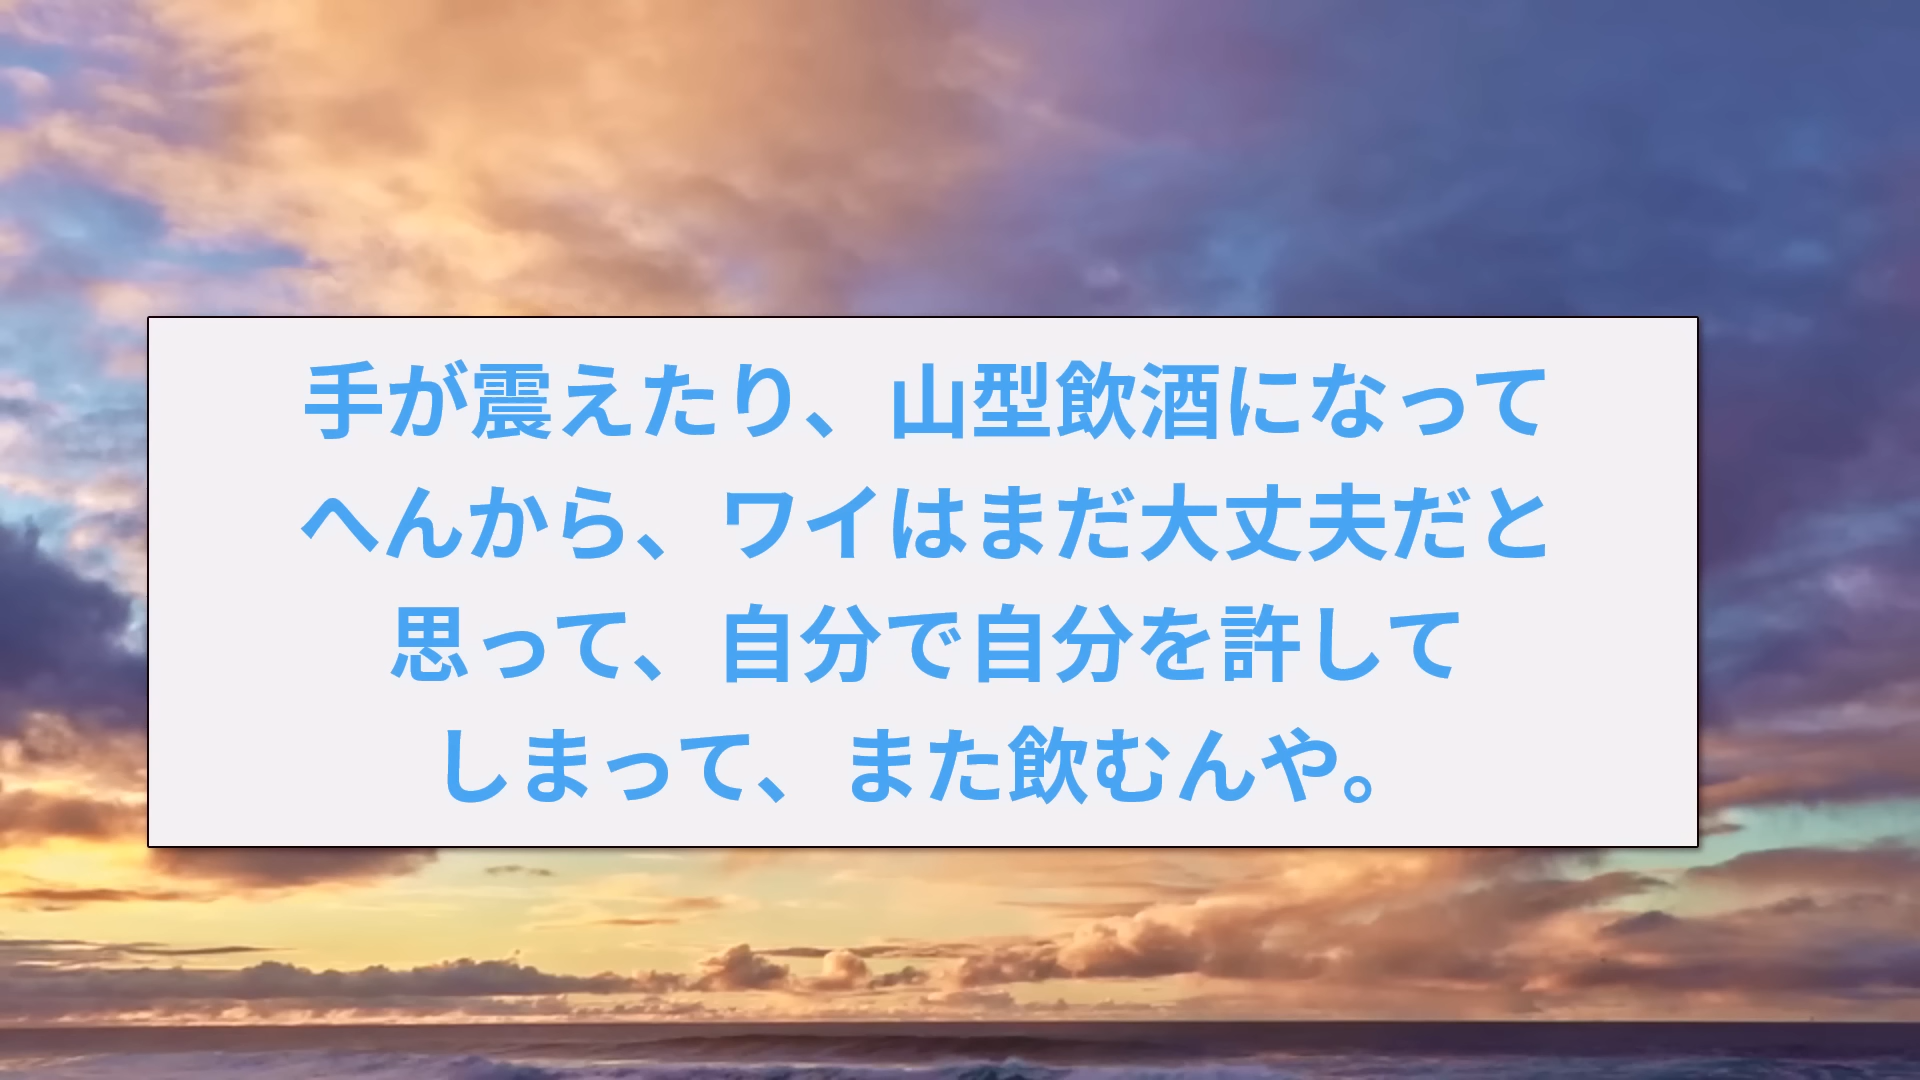 手が震えたり、山型飲酒になって
へんから、ワイはまだ大丈夫だと
思って、自分で自分を許して
しまって、また飲むんや。